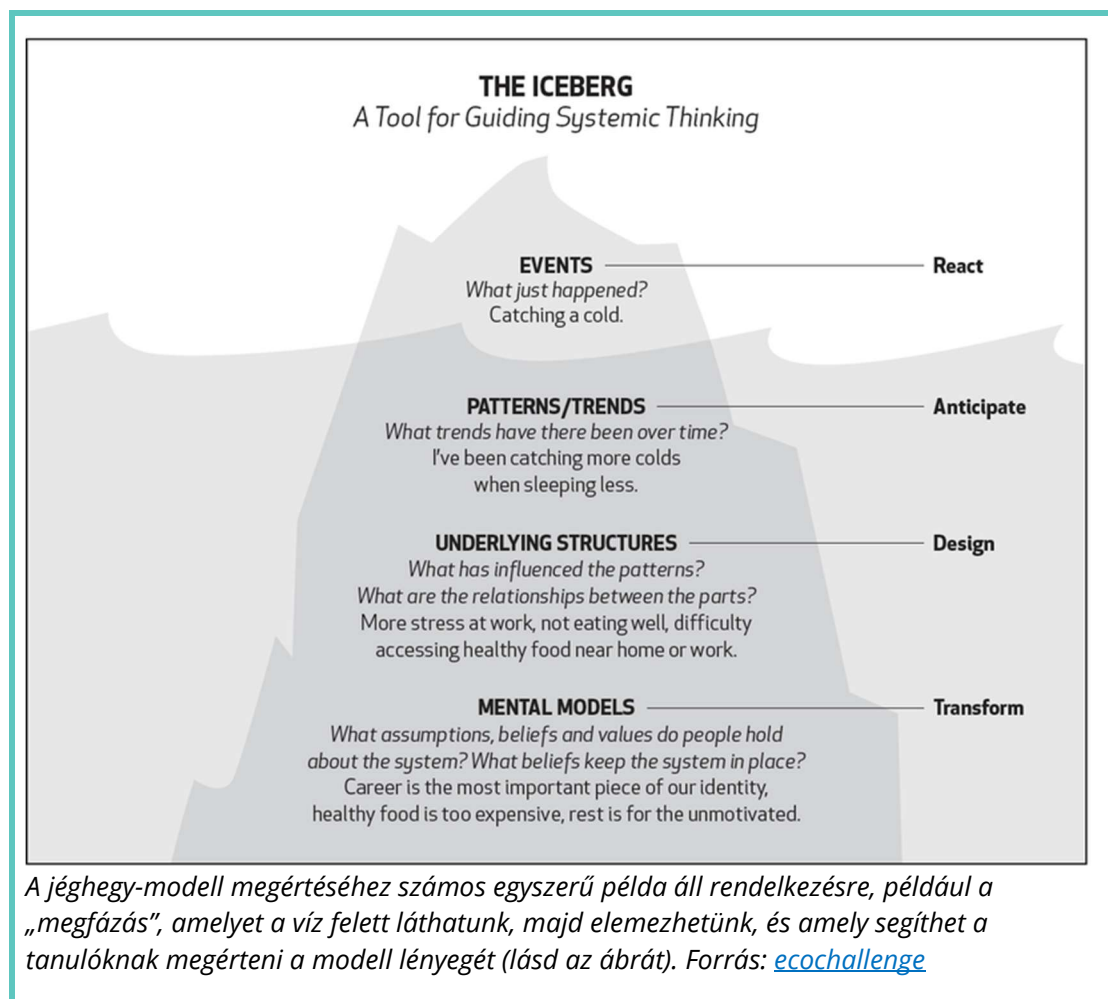 THE ICEBERG
A Tool for Guiding Systemic Thinking
EVENTS
React
What just happened?
Catching a cold.
PATTERNS/TRENDS
Anticipate
What trends have there been over time?
I've been catching more colds
when sleeping less.
UNDERLYING STRUCTURES
Design
What has influenced the patterns?
What are the relationships between the parts?
More stress at work, not eating well, difficulty
accessing healthy food near home or work.
MENTAL MODELS
Transform
What assumptions, beliefs and values do people hold
about the system? What beliefs keep the system in place?
Career is the most important piece of our identity,
healthy food is too expensive, rest is for the unmotivated.
A jéghegy-modell megértéséhez számos egyszerű példa áll rendelkezésre, például a
„megfázás”, amelyet a víz felett láthatunk, majd elemezhetünk, és amely segíthet a
tanulóknak megérteni a modell lényegét (lásd az ábrát). Forrás: ecochallenge